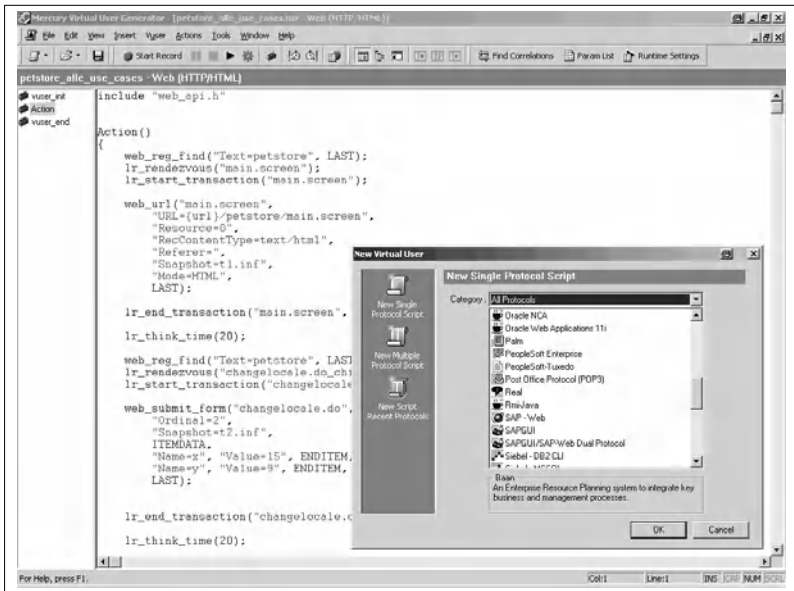 Mercury Virtual User Generator - [petstore_allc_use_cases.usr - Web (HTTP/HTML)]
File Edit View Insert Vuser Actions Tools Window Help
Start Record Find Correlations Param List Runtime Settings
petstore_allc_use_cases - Web (HTTP/HTML)
vuser_init
Action
vuser_end
include "web_api.h"
Action()
{
web_reg_find("Text=petstore", LAST);
lr_rendezvous("main.screen");
lr_start_transaction("main.screen");
web_url("main.screen",
"URL={url}/petstore/main.screen",
"Resource=0",
"RecContentType=text/html",
"Referer=",
"Snapshot=t1.inf",
"Mode=HTML",
LAST);
lr_end_transaction("main.screen",
lr_think_time(20);
web_reg_find("Text=petstore", LAST
lr_rendezvous("changelocale.do_chi
lr_start_transaction("changelocale
web_submit_form("changelocale.do",
"Ordinal=2",
"Snapshot=t2.inf",
ITEMDATA,
"Name=x", "Value=15", ENDITEM,
"Name=y", "Value=9", ENDITEM,
LAST);
lr_end_transaction("changelocale.d
lr_think_time(20);
New Virtual User
New Single Protocol Script
New Multiple Protocol Script
New Script Recent Protocols
New Single Protocol Script
Category: All Protocols
Oracle NCA
Oracle Web Applications 11i
Palm
PeopleSoft Enterprise
PeopleSoft-Tuxedo
Post Office Protocol (POP3)
Real
Rmi-Java
SAP - Web
SAPGUI
SAPGUI/SAP-Web Dual Protocol
Siebel - DB2 CLI
Baan
An Enterprise Resource Planning system to integrate key
business and management processes.
OK Cancel
For Help, press F1. Col:1 Line:1 INS CAP NUM SCRL